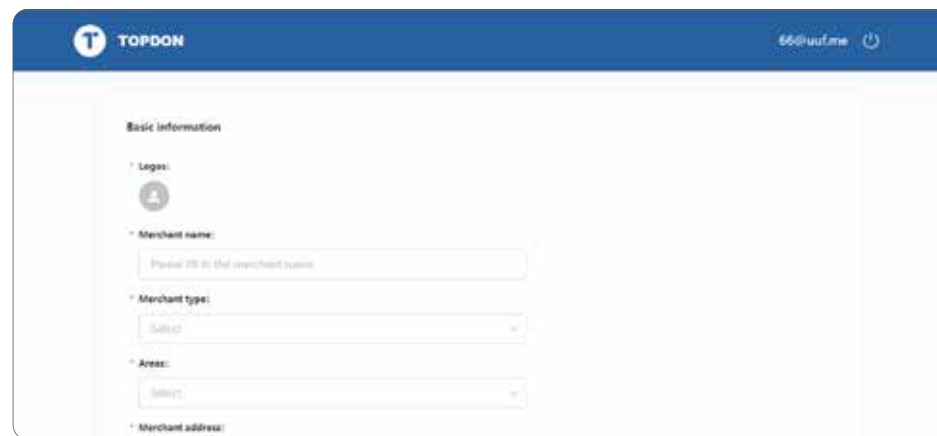 TOPDON
66@uuf.me
Basic information
* Logos:
* Merchant name:
Please fill in the merchant name
* Merchant type:
Select
* Areas:
Select
* Merchant address: